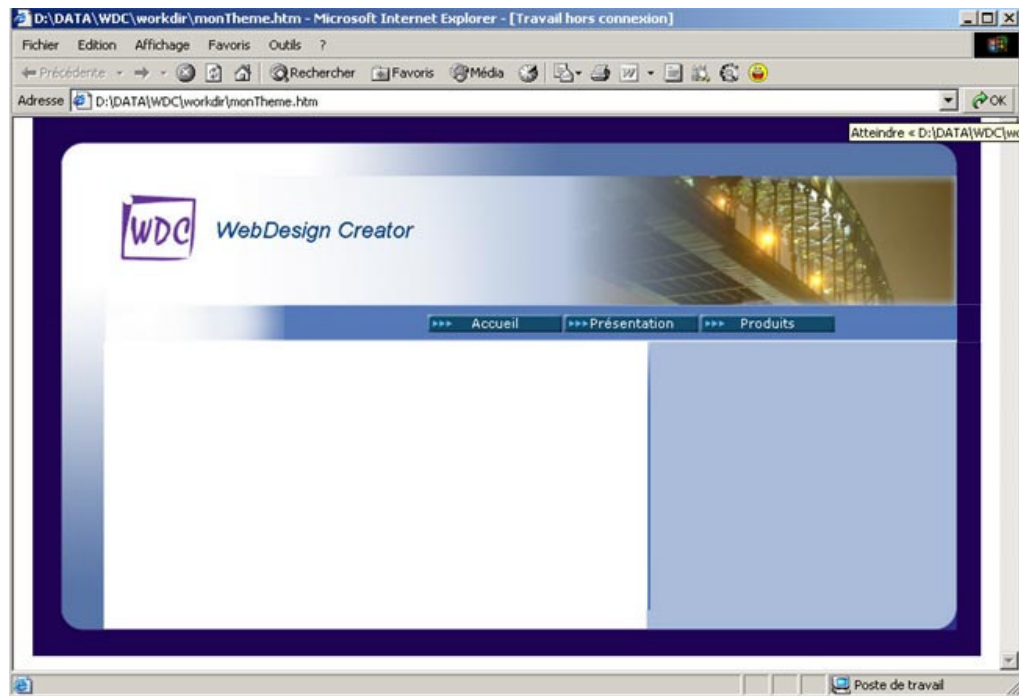 D:\DATA\WDC\workdir\monTheme.htm - Microsoft Internet Explorer - [Travail hors connexion]
Fichier Edition Affichage Favoris Outils ?
Précédente Rechercher Favoris Média
Adresse D:\DATA\WDC\workdir\monTheme.htm OK
Atteindre « D:\DATA\WDC\wo
WDC WebDesign Creator
Accueil Présentation Produits
Poste de travail